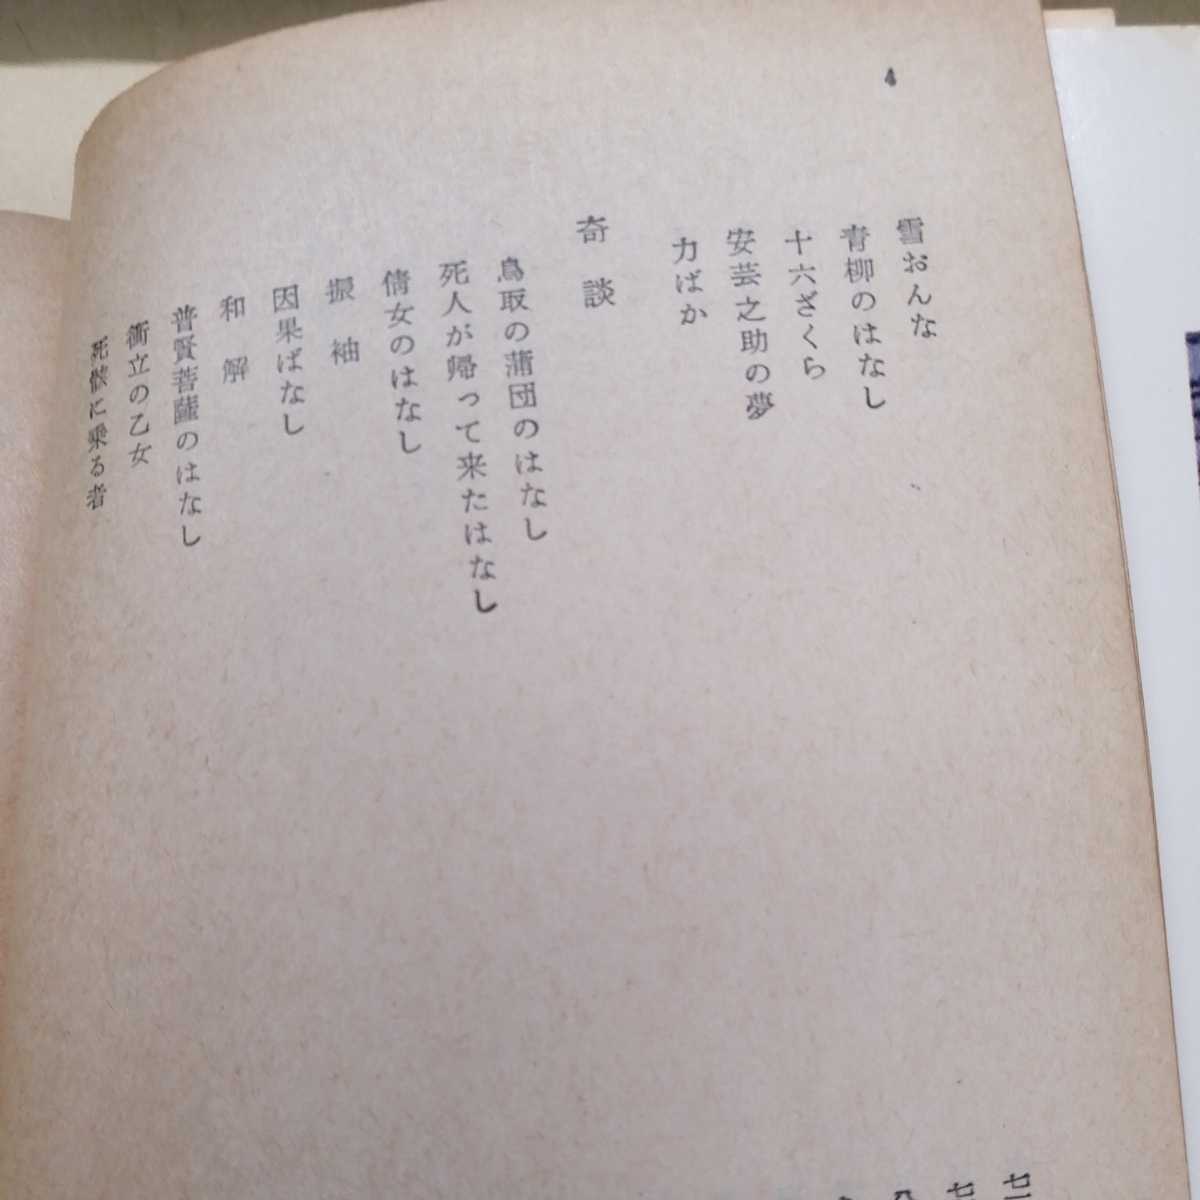 4
雪おんな
青柳のはなし
十六ざくら
安芸之助の夢
力ばか
奇談
鳥取の蒲団のはなし
死人が帰って来たはなし
倩女のはなし
振袖
因果ばなし
和解
普賢菩薩のはなし
衝立の乙女
死骸に乗る者
七
七
八